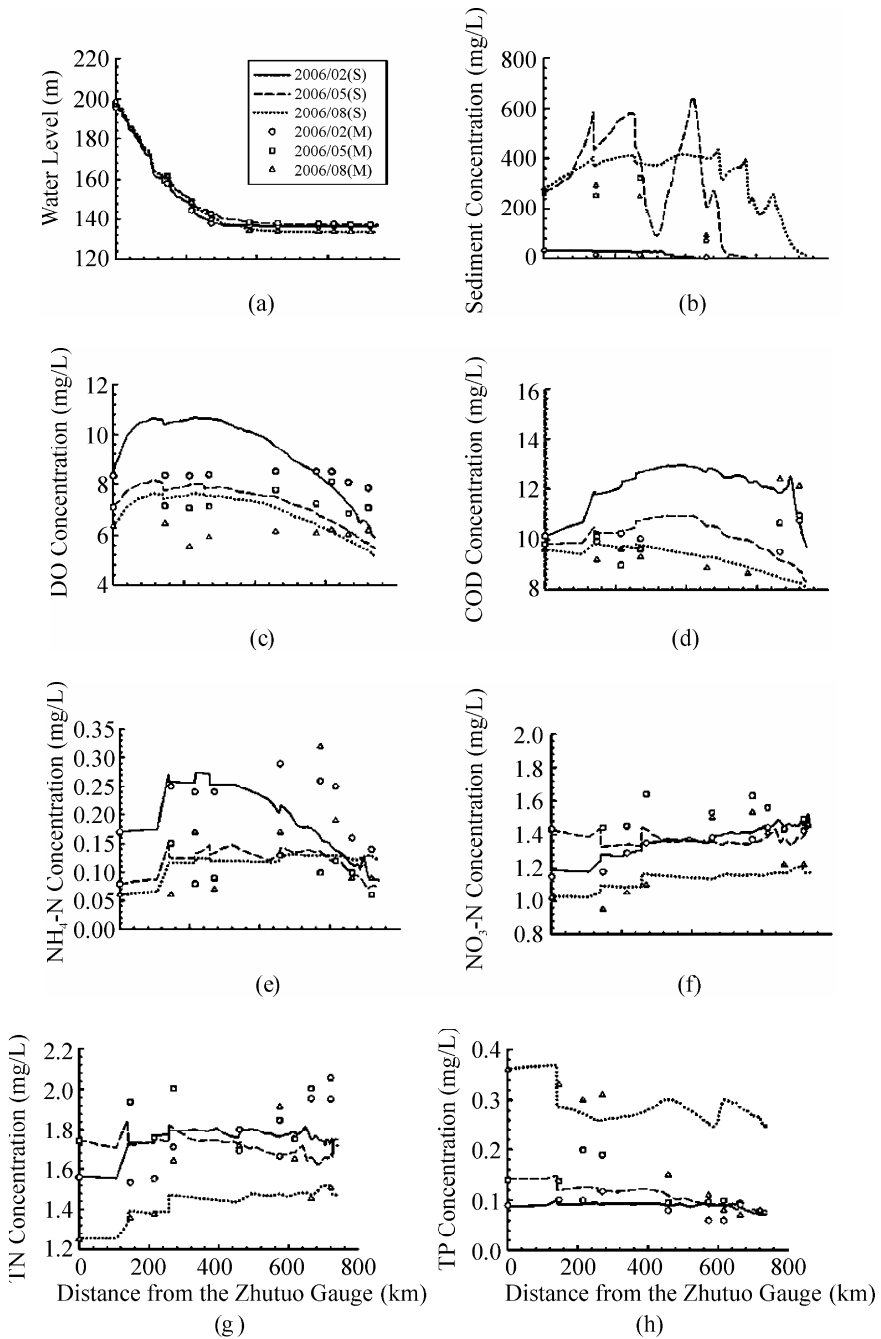 220
200
180
160
140
120
Water Level (m)
2006/02(S)
2006/05(S)
2006/08(S)
2006/02(M)
2006/05(M)
2006/08(M)
(a)
800
600
400
200
0
Sediment Concentration (mg/L)
(b)
12
10
8
6
4
DO Concentration (mg/L)
(c)
16
14
12
10
8
COD Concentration (mg/L)
(d)
0.35
0.30
0.25
0.20
0.15
0.10
0.05
0.00
NH₄-N Concentration (mg/L)
(e)
2.0
1.8
1.6
1.4
1.2
1.0
0.8
NO₃-N Concentration (mg/L)
(f)
2.2
2.0
1.8
1.6
1.4
1.2
TN Concentration (mg/L)
0 200 400 600 800
Distance from the Zhutuo Gauge (km)
(g)
0.4
0.3
0.2
0.1
0.0
TP Concentration (mg/L)
0 200 400 600 800
Distance from the Zhutuo Gauge (km)
(h)